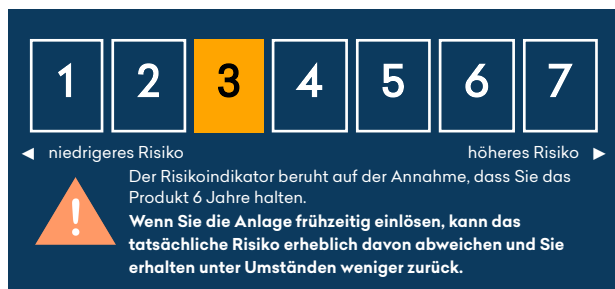 1 2 3 4 5 6 7
◄ niedrigeres Risiko höheres Risiko ►
Der Risikoindikator beruht auf der Annahme, dass Sie das
Produkt 6 Jahre halten.
!
Wenn Sie die Anlage frühzeitig einlösen, kann das
tatsächliche Risiko erheblich davon abweichen und Sie
erhalten unter Umständen weniger zurück.